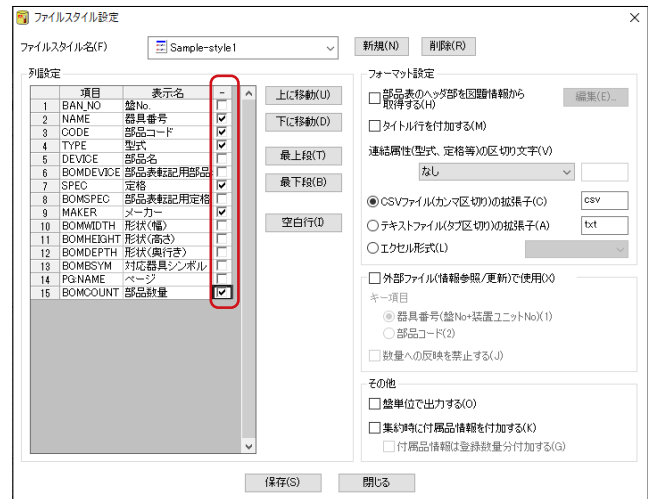 ファイルスタイル設定
ファイルスタイル名(F)
Sample-style1
新規(N)
削除(R)
列設定
項目 表示名 -
1 BAN_NO 盤No.
2 NAME 器具番号
3 CODE 部品コード
4 TYPE 型式
5 DEVICE 部品名
6 BOMDEVICE 部品表転記用部品
7 SPEC 定格
8 BOMSPEC 部品表転記用定格
9 MAKER メーカー
10 BOMWIDTH 形状(幅)
11 BOMHEIGHT 形状(高さ)
12 BOMDEPTH 形状(奥行き)
13 BOMBSYM 対応器具シンボル
14 PG.NAME ページ
15 BOMCOUNT 部品数量
上に移動(U)
下に移動(D)
最上段(T)
最下段(B)
空白行(I)
フォーマット設定
部品表のヘッダ部を図題情報から
取得する(H)
編集(E)...
タイトル行を付加する(M)
連結属性(型式、定格等)の区切り文字(V)
なし
CSVファイル(カンマ区切り)の拡張子(C)
csv
テキストファイル(タブ区切り)の拡張子(A)
txt
エクセル形式(L)
外部ファイル(情報参照/更新)で使用(X)
キー項目
器具番号(盤No+装置ユニットNo)(1)
部品コード(2)
数量への反映を禁止する(J)
その他
盤単位で出力する(O)
集約時に付属品情報を付加する(K)
付属品情報は登録数量分付加する(G)
保存(S)
閉じる